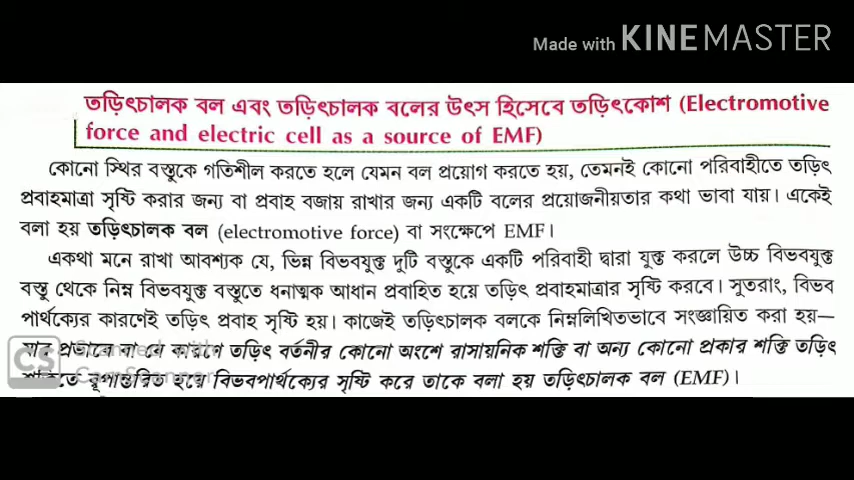 Made with KINEMASTER
তড়িৎচালক বল এবং তড়িৎচালক বলের উৎস হিসেবে তড়িৎকোশ (Electromotive
force and electric cell as a source of EMF)
কোনো স্থির বস্তুকে গতিশীল করতে হলে যেমন বল প্রয়োগ করতে হয়, তেমনই কোনো পরিবাহীতে তড়িৎ
প্রবাহমাত্রা সৃষ্টি করার জন্য বা প্রবাহ বজায় রাখার জন্য একটি বলের প্রয়োজনীয়তার কথা ভাবা যায়। একেই
বলা হয় তড়িৎচালক বল (electromotive force) বা সংক্ষেপে EMF।
একথা মনে রাখা আবশ্যক যে, ভিন্ন বিভবযুক্ত দুটি বস্তুকে একটি পরিবাহী দ্বারা যুক্ত করলে উচ্চ বিভবযুক্ত
বস্তু থেকে নিম্ন বিভবযুক্ত বস্তুতে ধনাত্মক আধান প্রবাহিত হয়ে তড়িৎ প্রবাহমাত্রার সৃষ্টি করবে। সুতরাং, বিভব
পার্থক্যের কারণেই তড়িৎ প্রবাহ সৃষ্টি হয়। কাজেই তড়িৎচালক বলকে নিম্নলিখিতভাবে সংজ্ঞায়িত করা হয়—
যার প্রভাবে বা যে কারণে তড়িৎ বর্তনীর কোনো অংশে রাসায়নিক শক্তি বা অন্য কোনো প্রকার শক্তি তড়িৎ
শক্তিতে রূপান্তরিত হয়ে বিভবপার্থক্যের সৃষ্টি করে তাকে বলা হয় তড়িৎচালক বল (EMF)।
CS Scanned with
CamScanner